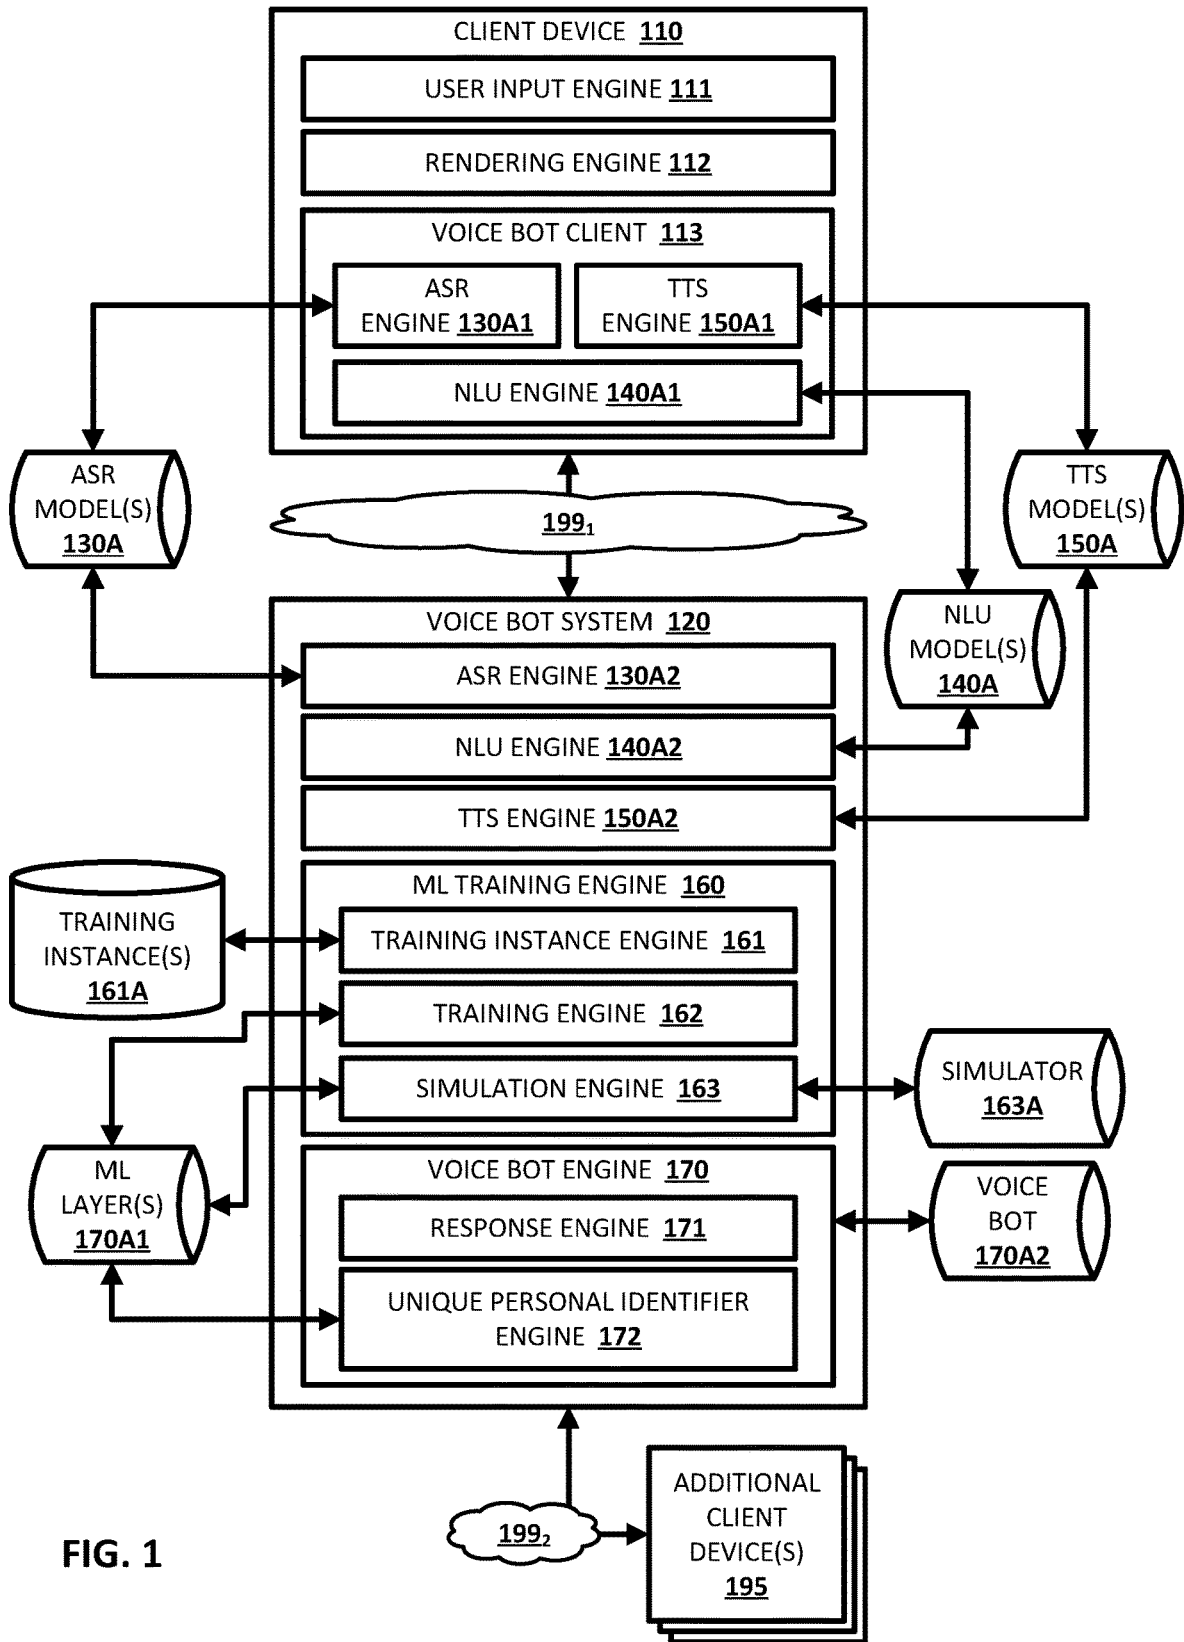 CLIENT DEVICE 110
USER INPUT ENGINE 111
RENDERING ENGINE 112
VOICE BOT CLIENT 113
ASR
ENGINE 130A1
TTS
ENGINE 150A1
NLU ENGINE 140A1
ASR
MODEL(S)
130A
TTS
MODEL(S)
150A
199₁
NLU
MODEL(S)
140A
VOICE BOT SYSTEM 120
ASR ENGINE 130A2
NLU ENGINE 140A2
TTS ENGINE 150A2
ML TRAINING ENGINE 160
TRAINING
INSTANCE(S)
161A
TRAINING INSTANCE ENGINE 161
TRAINING ENGINE 162
SIMULATION ENGINE 163
SIMULATOR
163A
ML
LAYER(S)
170A1
VOICE BOT ENGINE 170
RESPONSE ENGINE 171
UNIQUE PERSONAL IDENTIFIER
ENGINE 172
VOICE
BOT
170A2
199₂
ADDITIONAL
CLIENT
DEVICE(S)
195
FIG. 1